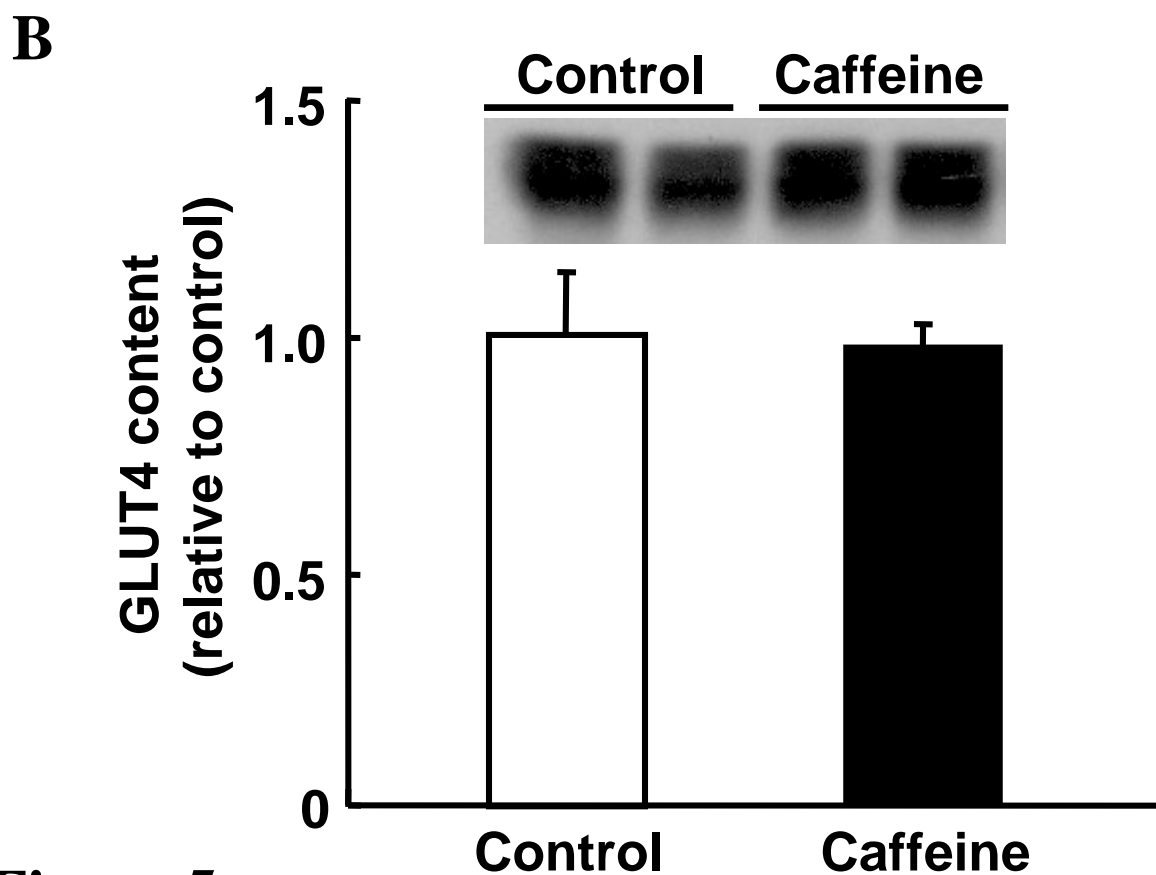 B
Control Caffeine
1.5
1.0
0.5
0
GLUT4 content
(relative to control)
Control Caffeine